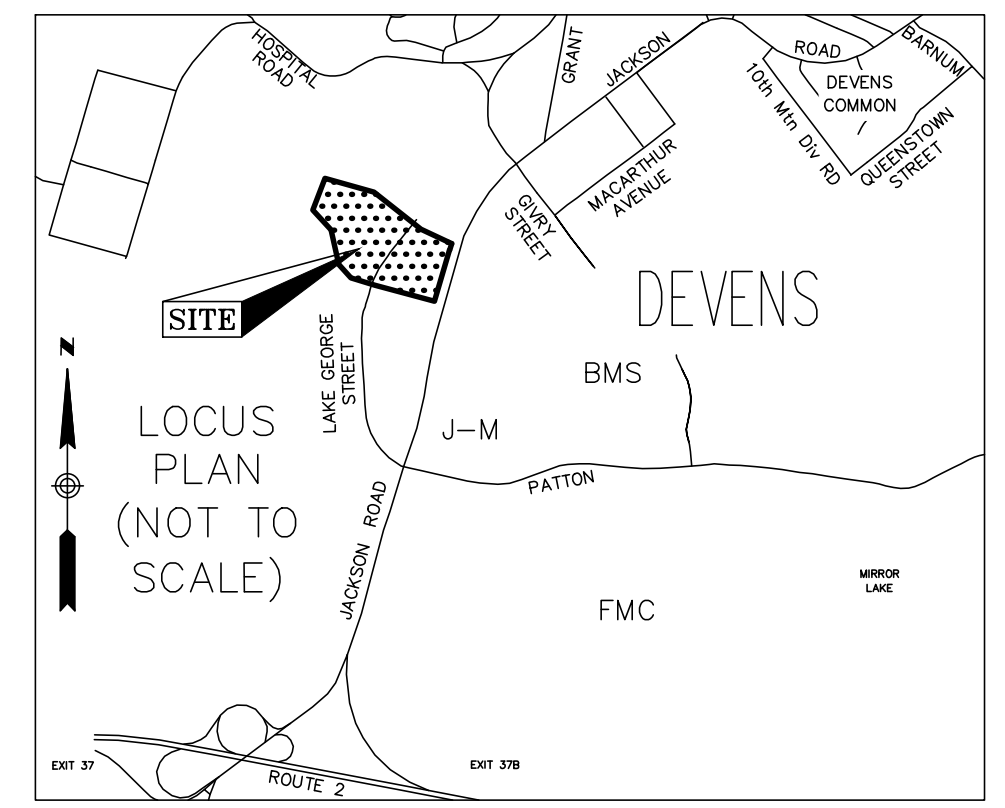 HOSPITAL
ROAD
GRANT
JACKSON
ROAD
BARNUM
DEVENS
COMMON
10th Mtn Div RD
QUEENSTOWN
STREET
MACARTHUR
AVENUE
GIVRY
STREET
SITE
DEVENS
LAKE GEORGE
STREET
N
BMS
LOCUS
PLAN
(NOT TO
SCALE)
J-M
PATTON
JACKSON ROAD
MIRROR
LAKE
FMC
EXIT 37
EXIT 37B
ROUTE 2